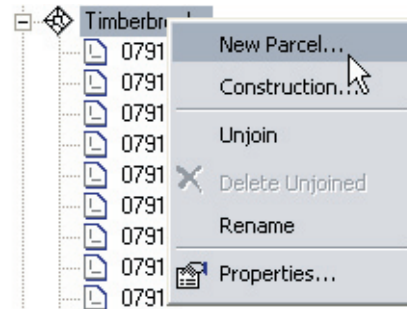 Timberbro
0791
New Parcel...
0791
Construction...
0791
0791
Unjoin
0791
Delete Unjoined
0791
Rename
0791
0791
Properties...
0791